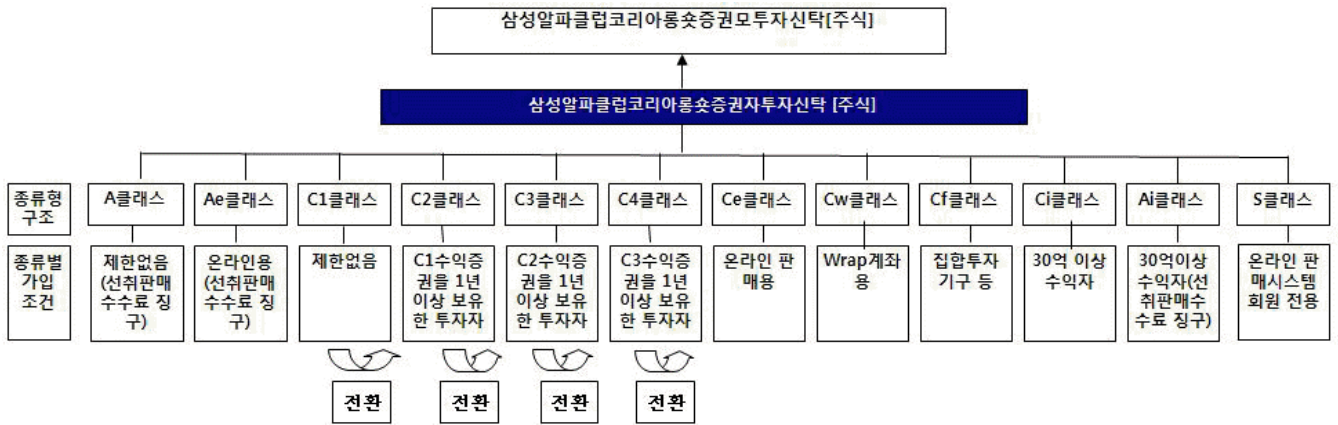 삼성알파클럽코리아롱숏증권모투자신탁[주식]
삼성알파클럽코리아롱숏증권자투자신탁 [주식]
종류형
구조
A클래스
Ae클래스
C1클래스
C2클래스
C3클래스
C4클래스
Ce클래스
Cw클래스
Cf클래스
Ci클래스
Ai클래스
S클래스
종류별
가입
조건
제한없음
(선취판매
수수료 징
구)
온라인용
(선취판매
수수료 징
구)
제한없음
C1수익증
권을 1년
이상 보유
한 투자자
C2수익증
권을 1년
이상 보유
한 투자자
C3수익증
권을 1년
이상 보유
한 투자자
온라인 판
매용
Wrap계좌
용
집합투자
기구 등
30억 이상
수익자
30억이상
수익자(선
취판매수
수료 징구)
온라인 판
매시스템
회원 전용
전환
전환
전환
전환